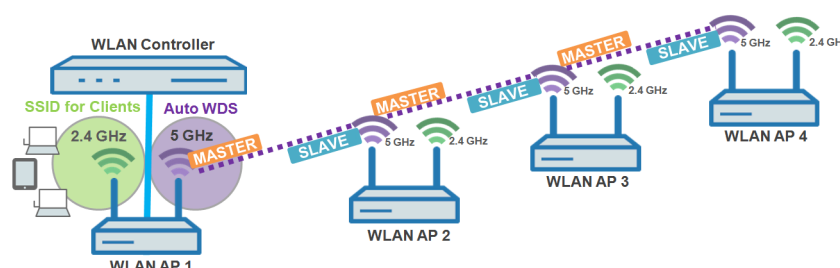 WLAN Controller
SSID for Clients
Auto WDS
2.4 GHz
5 GHz
MASTER
SLAVE
MASTER
5 GHz
2.4 GHz
SLAVE
MASTER
5 GHz
2.4 GHz
SLAVE
5 GHz
2.4 GH
WLAN AP 1
WLAN AP 2
WLAN AP 3
WLAN AP 4